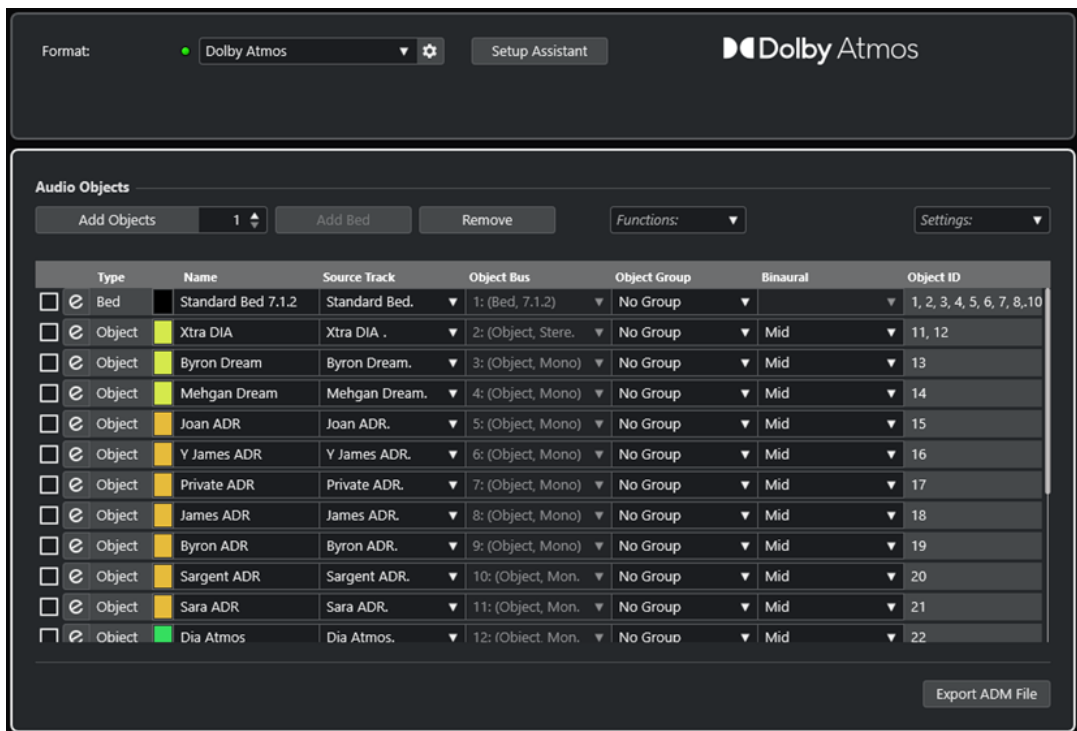 Format: Dolby Atmos Setup Assistant Dolby Atmos
Audio Objects
Add Objects 1 Add Bed Remove Functions: Settings:
Type Name Source Track Object Bus Object Group Binaural Object ID
Bed Standard Bed 7.1.2 Standard Bed. 1: (Bed, 7.1.2) No Group 1, 2, 3, 4, 5, 6, 7, 8,.10
Object Xtra DIA Xtra DIA . 2: (Object, Stere. No Group Mid 11, 12
Object Byron Dream Byron Dream. 3: (Object, Mono) No Group Mid 13
Object Mehgan Dream Mehgan Dream. 4: (Object, Mono) No Group Mid 14
Object Joan ADR Joan ADR. 5: (Object, Mono) No Group Mid 15
Object Y James ADR Y James ADR. 6: (Object, Mono) No Group Mid 16
Object Private ADR Private ADR. 7: (Object, Mono) No Group Mid 17
Object James ADR James ADR. 8: (Object, Mono) No Group Mid 18
Object Byron ADR Byron ADR. 9: (Object, Mono) No Group Mid 19
Object Sargent ADR Sargent ADR. 10: (Object, Mon. No Group Mid 20
Object Sara ADR Sara ADR. 11: (Object, Mon. No Group Mid 21
Object Dia Atmos Dia Atmos. 12: (Object, Mon. No Group Mid 22
Export ADM File